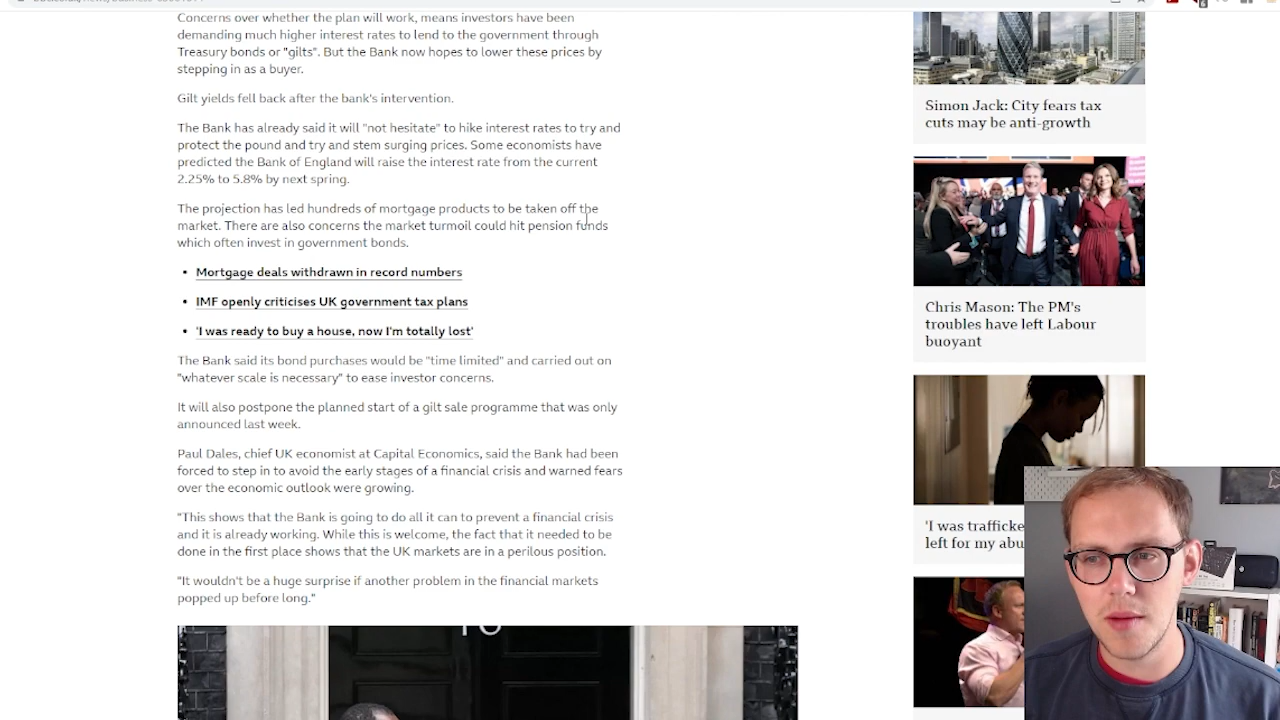 Concerns over whether the plan will work, means investors have been
demanding much higher interest rates to lend to the government through
Treasury bonds or "gilts". But the Bank now hopes to lower these prices by
stepping in as a buyer.
Gilt yields fell back after the bank's intervention.
The Bank has already said it will "not hesitate" to hike interest rates to try and
protect the pound and try and stem surging prices. Some economists have
predicted the Bank of England will raise the interest rate from the current
2.25% to 5.8% by next spring.
The projection has led hundreds of mortgage products to be taken off the
market. There are also concerns the market turmoil could hit pension funds
which often invest in government bonds.
• Mortgage deals withdrawn in record numbers
• IMF openly criticises UK government tax plans
• 'I was ready to buy a house, now I'm totally lost'
The Bank said its bond purchases would be "time limited" and carried out on
"whatever scale is necessary" to ease investor concerns.
It will also postpone the planned start of a gilt sale programme that was only
announced last week.
Paul Dales, chief UK economist at Capital Economics, said the Bank had been
forced to step in to avoid the early stages of a financial crisis and warned fears
over the economic outlook were growing.
"This shows that the Bank is going to do all it can to prevent a financial crisis
and it is already working. While this is welcome, the fact that it needed to be
done in the first place shows that the UK markets are in a perilous position.
"It wouldn't be a huge surprise if another problem in the financial markets
popped up before long."
Simon Jack: City fears tax
cuts may be anti-growth
Chris Mason: The PM's
troubles have left Labour
buoyant
'I was trafficke
left for my abu